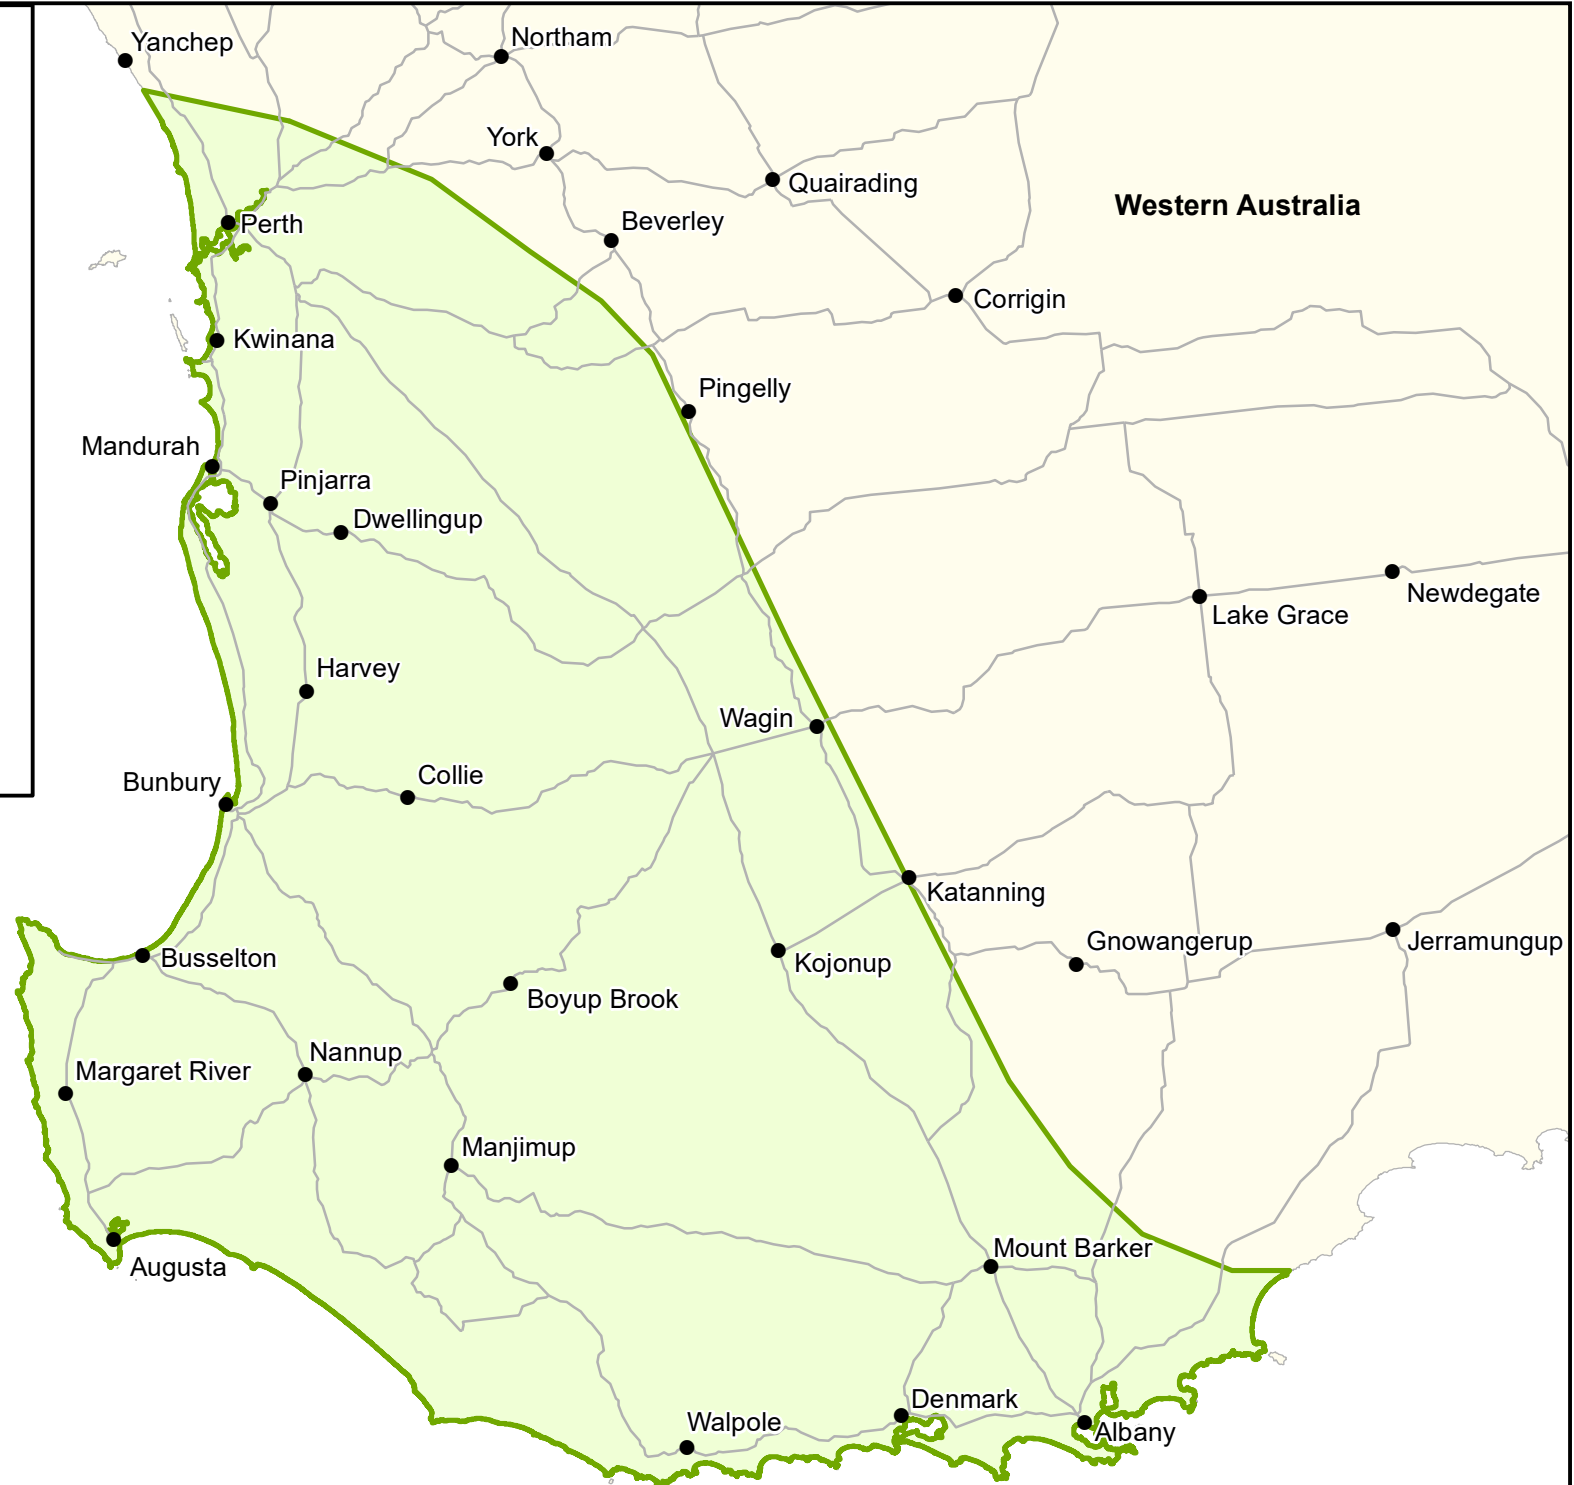 Northam
Yanchep
York
Quairading
Western Australia
Beverley
Perth
Corrigin
Kwinana
Pingelly
Mandurah
Pinjarra
Dwellingup
Newdegate
Lake Grace
Harvey
Wagin
Collie
Bunbury
Katanning
Gnowangerup
Jerramungup
Busselton
Kojonup
Boyup Brook
Nannup
Margaret River
Manjimup
Mount Barker
Augusta
Denmark
Walpole
Albany